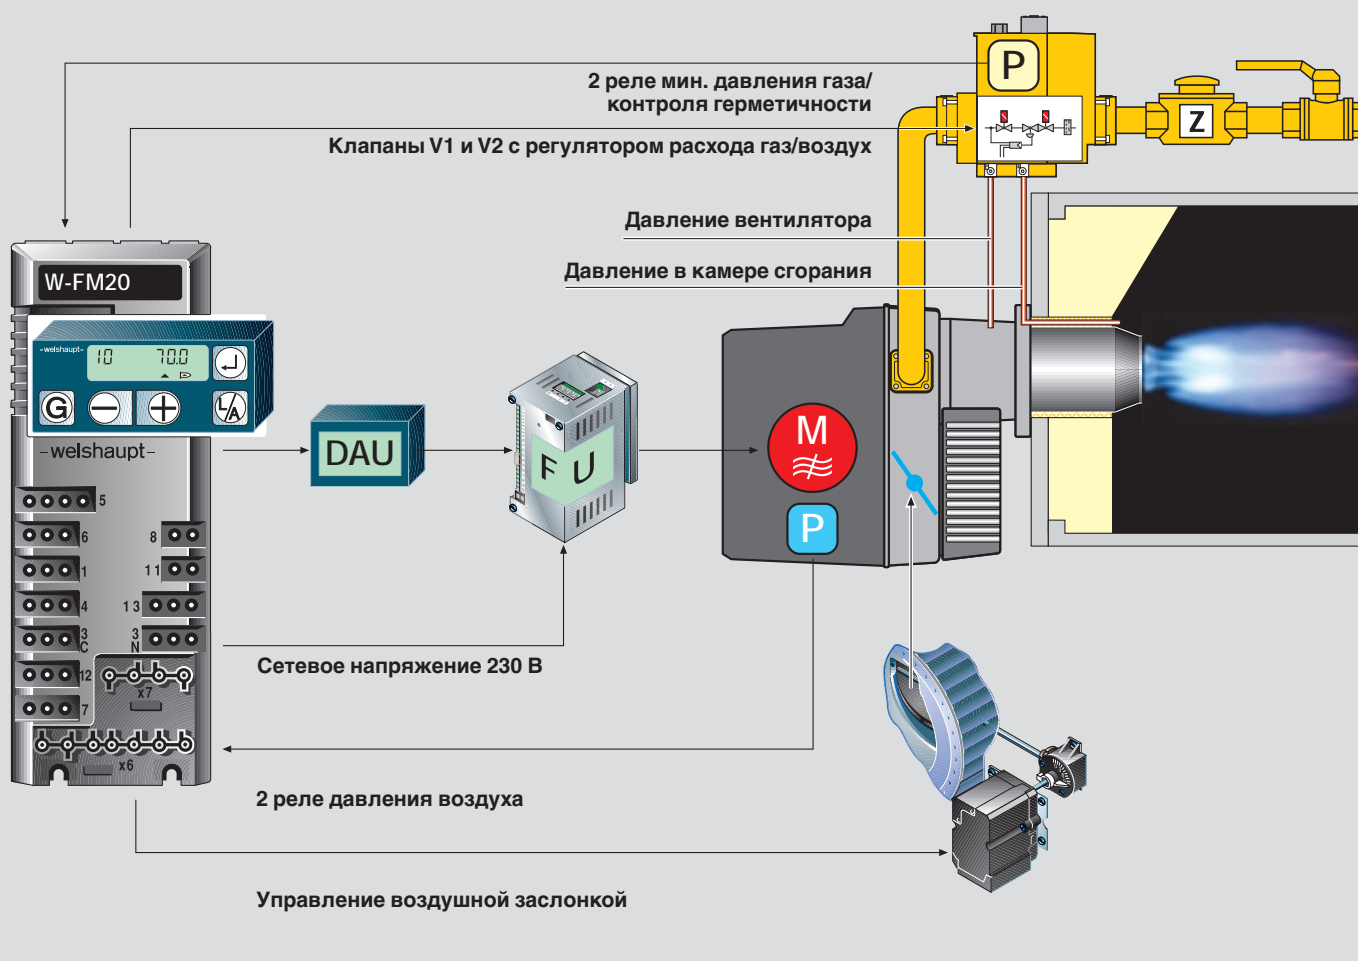 P
2 реле мин. давления газа/
контроля герметичности
Z
Клапаны V1 и V2 с регулятором расхода газ/воздух
Давление вентилятора
Давление в камере сгорания
W-FM20
-weishaupt-
10 70.0
G
L/A
-weishaupt-
DAU
F U
M
P
5
6
8
1
11
4
13
3
C
3
N
12
x7
7
x6
Сетевое напряжение 230 В
2 реле давления воздуха
Управление воздушной заслонкой